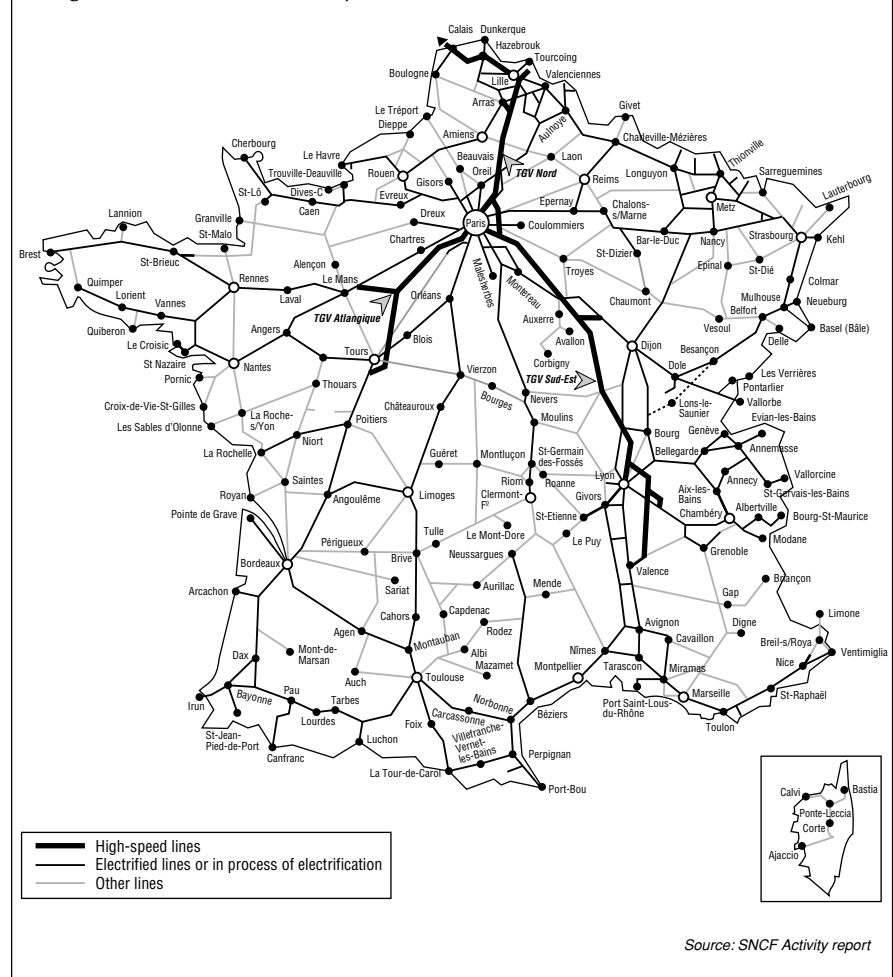 Calais
Dunkerque
Hazebrouk
Tourcoing
Boulogne
Lille
Valenciennes
Le Tréport
Arras
Givet
Dieppe
Amiens
Aulnoye
Charleville-Mézières
Cherbourg
Le Havre
Beauvais
Laon
Thionville
Trouville-Deauville
Rouen
Oreil
TGV Nord
Longuyon
Sarreguemines
St-Lô
Dives-C
Gisors
Reims
Lauterbourg
Caen
Evreux
Epernay
Chalons-
s/Marne
Metz
Lannion
Granville
Dreux
Paris
Coulommiers
Bar-le-Duc
Nancy
Strasbourg
Kehl
St-Malo
Chartres
Brest
St-Brieuc
Alençon
St-Dizier
Epinal
St-Dié
Malesherbes
Montereau
Troyes
Quimper
Rennes
Le Mans
Colmar
Lorient
Laval
Orléans
Chaumont
Mulhouse
Neueburg
Vannes
TGV Atlangique
Auxerre
Belfort
Quiberon
Angers
Blois
Avallon
Vesoul
Basel (Bâle)
Le Croisic
Tours
Corbigny
Dijon
Besançon
Delle
St Nazaire
Nantes
Vierzon
TGV Sud-Est
Dole
Les Verrières
Pornic
Thouars
Bourges
Nevers
Pontarlier
Croix-de-Vie-St-Gilles
La Roche-
s/Yon
Châteauroux
Lons-le-
Saunier
Vallorbe
Les Sables d'Olonne
Poitiers
Moulins
Evian-les-Bains
Niort
Bourg
Genève
La Rochelle
Guéret
Montluçon
St-Germain
des-Fossés
Bellegarde
Annemasse
Saintes
Riom
Roanne
Lyon
Annecy
Vallorcine
Royan
Angoulême
Limoges
Clermont-
Fd
Givors
Aix-les-
Bains
St-Gervais-les-Bains
Pointe de Grave
St-Etienne
Chambéry
Albertville
Bourg-St-Maurice
Périgueux
Tulle
Le Mont-Dore
Le Puy
Modane
Bordeaux
Brive
Neussargues
Grenoble
Valence
Sariat
Aurillac
Mende
Briançon
Arcachon
Gap
Cahors
Capdenac
Limone
Agen
Rodez
Avignon
Digne
Mont-de-
Marsan
Montauban
Cavaillon
Breil-s/Roya
Dax
Albi
Nîmes
Ventimiglia
Auch
Mazamet
Montpellier
Tarascon
Miramas
Nice
Toulouse
Bayonne
Pau
Port Saint-Lous-
du-Rhône
Marseille
St-Raphaël
Irun
Tarbes
Norbonne
Lourdes
Carcassonne
Béziers
Toulon
St-Jean-
Pied-de-Port
Foix
Villefranche-
Vernet-
les-Bains
Canfranc
Luchon
Perpignan
La Tour-de-Carol
Port-Bou
Calvi
Bastia
Ponte-Leccia
Corte
Ajaccio
High-speed lines
Electrified lines or in process of electrification
Other lines
Source: SNCF Activity report